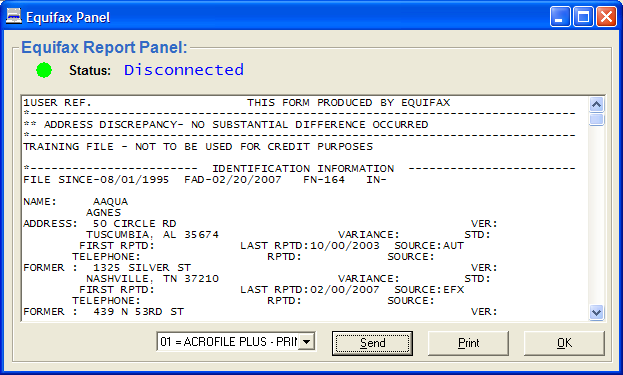 Equifax Panel
Equifax Report Panel:
Status: Disconnected
1USER REF. THIS FORM PRODUCED BY EQUIFAX
*-------------------------------------------------------------------------------
** ADDRESS DISCREPANCY- NO SUBSTANTIAL DIFFERENCE OCCURRED
*-------------------------------------------------------------------------------
TRAINING FILE - NOT TO BE USED FOR CREDIT PURPOSES
*------------------------ IDENTIFICATION INFORMATION ------------------------
FILE SINCE-08/01/1995 FAD-02/20/2007 FN-164 IN-
NAME: AAQUA
AGNES
ADDRESS: 50 CIRCLE RD VER:
TUSCUMBIA, AL 35674 VARIANCE: STD:
FIRST RPTD: LAST RPTD:10/00/2003 SOURCE:AUT
TELEPHONE: RPTD: SOURCE:
FORMER : 1325 SILVER ST VER:
NASHVILLE, TN 37210 VARIANCE: STD:
FIRST RPTD: LAST RPTD:02/00/2007 SOURCE:EFX
TELEPHONE: RPTD: SOURCE:
FORMER : 439 N 53RD ST VER:
01 = ACROFILE PLUS - PRIN Send Print OK